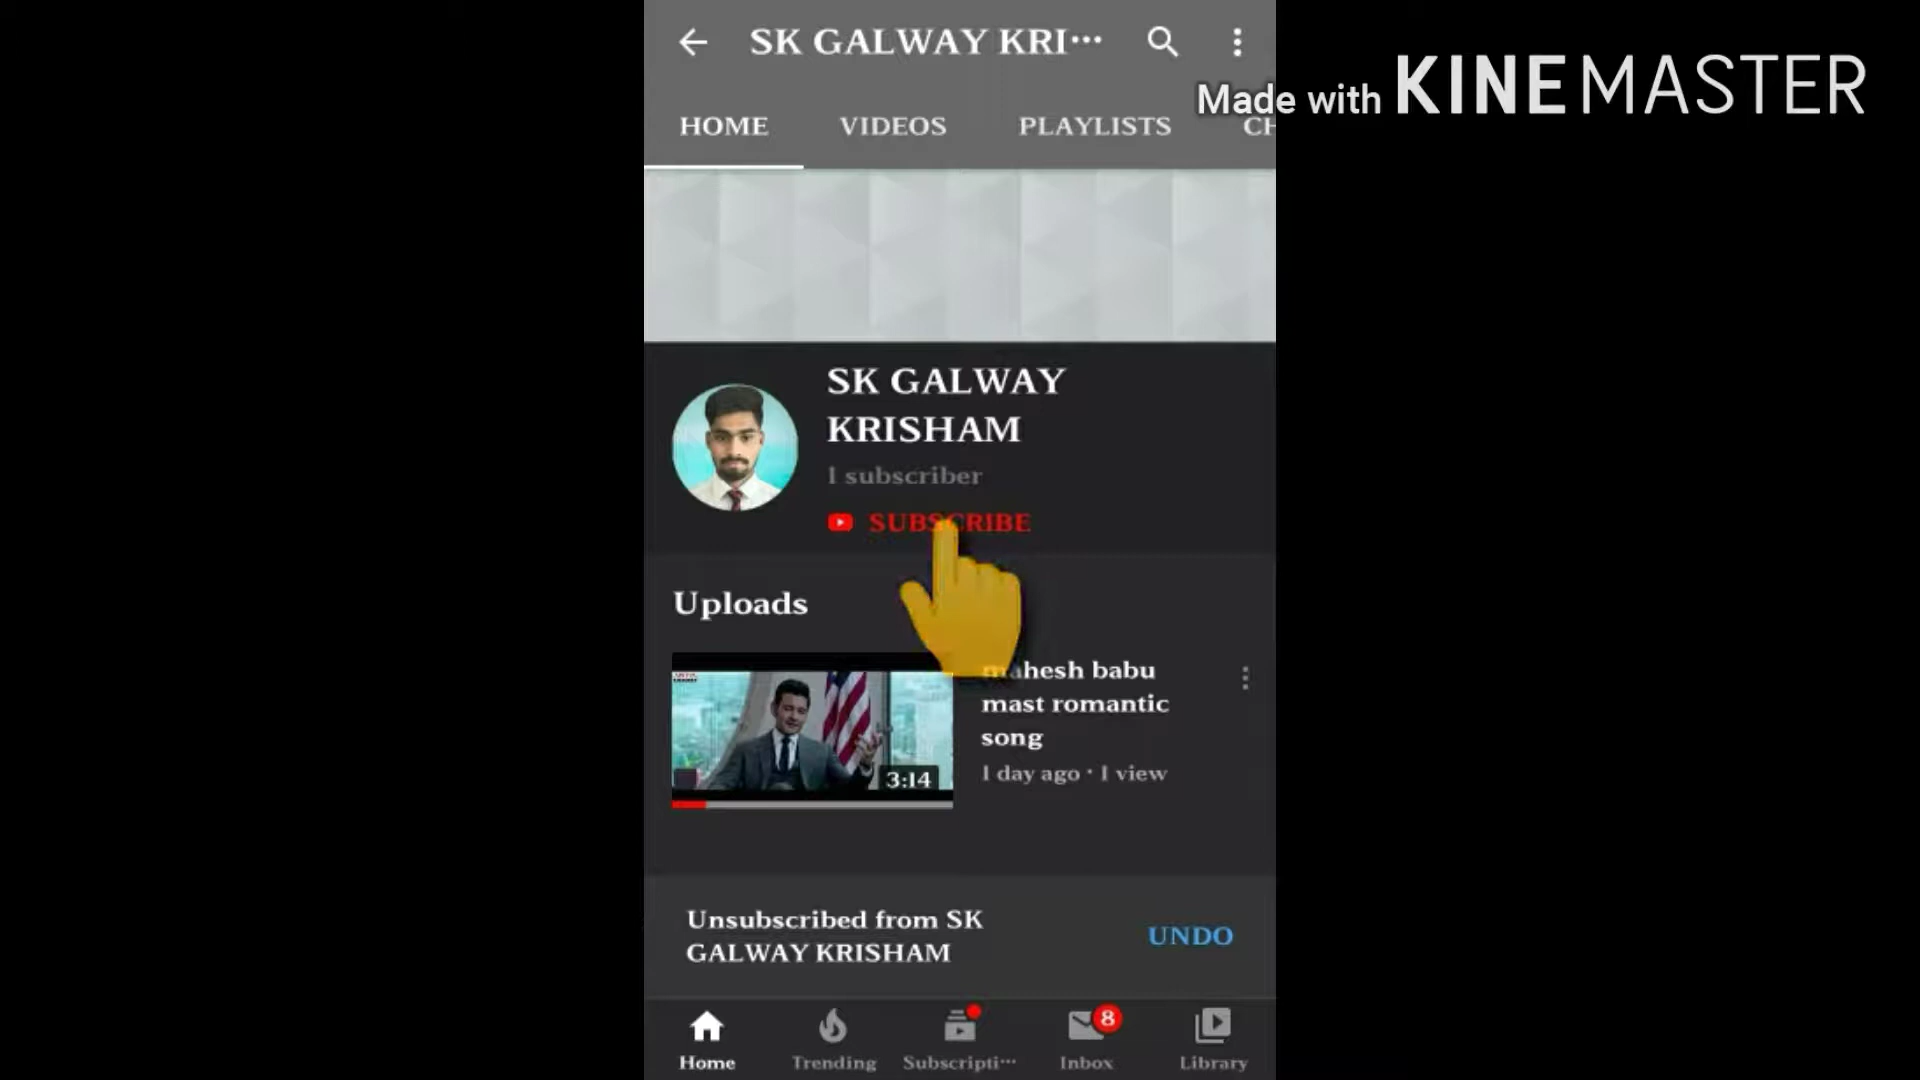 SK GALWAY KRI...
Made with KINEMASTER
HOME VIDEOS PLAYLISTS CH
SK GALWAY
KRISHAM
1 subscriber
SUBSCRIBE
Uploads
mahesh babu
mast romantic
song
3:14
1 day ago · 1 view
Unsubscribed from SK
GALWAY KRISHAM
UNDO
8
Home Trending Subscripti... Inbox Library